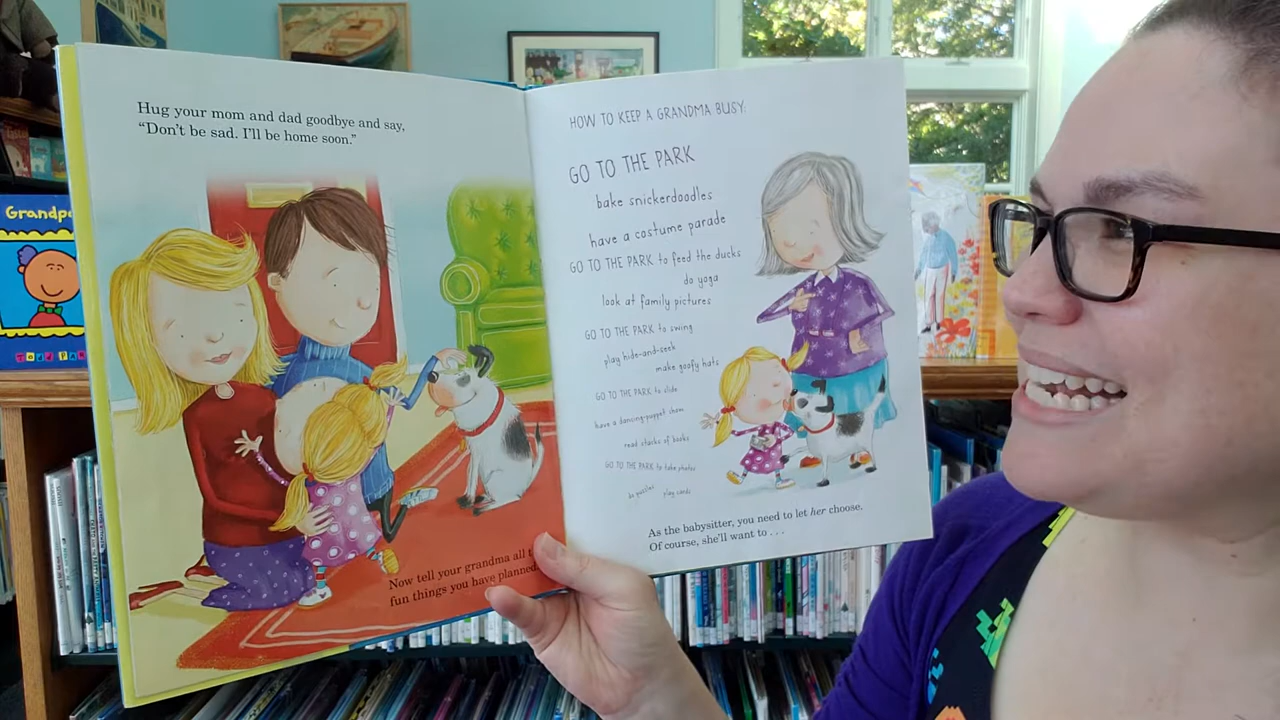 Hug your mom and dad goodbye and say,
"Don't be sad. I'll be home soon."
Now tell your grandma all
fun things you have planned.
HOW TO KEEP A GRANDMA BUSY:
GO TO THE PARK
bake snickerdoodles
have a costume parade
GO TO THE PARK to feed the ducks
do yoga
look at family pictures
GO TO THE PARK to swing
play hide-and-seek
make goofy hats
GO TO THE PARK to slide
have a dancing-puppet show
read stacks of books
GO TO THE PARK to take photos
do puzzles
play cards
As the babysitter, you need to let her choose.
Of course, she'll want to . . .
Grandpa
TODD PAR